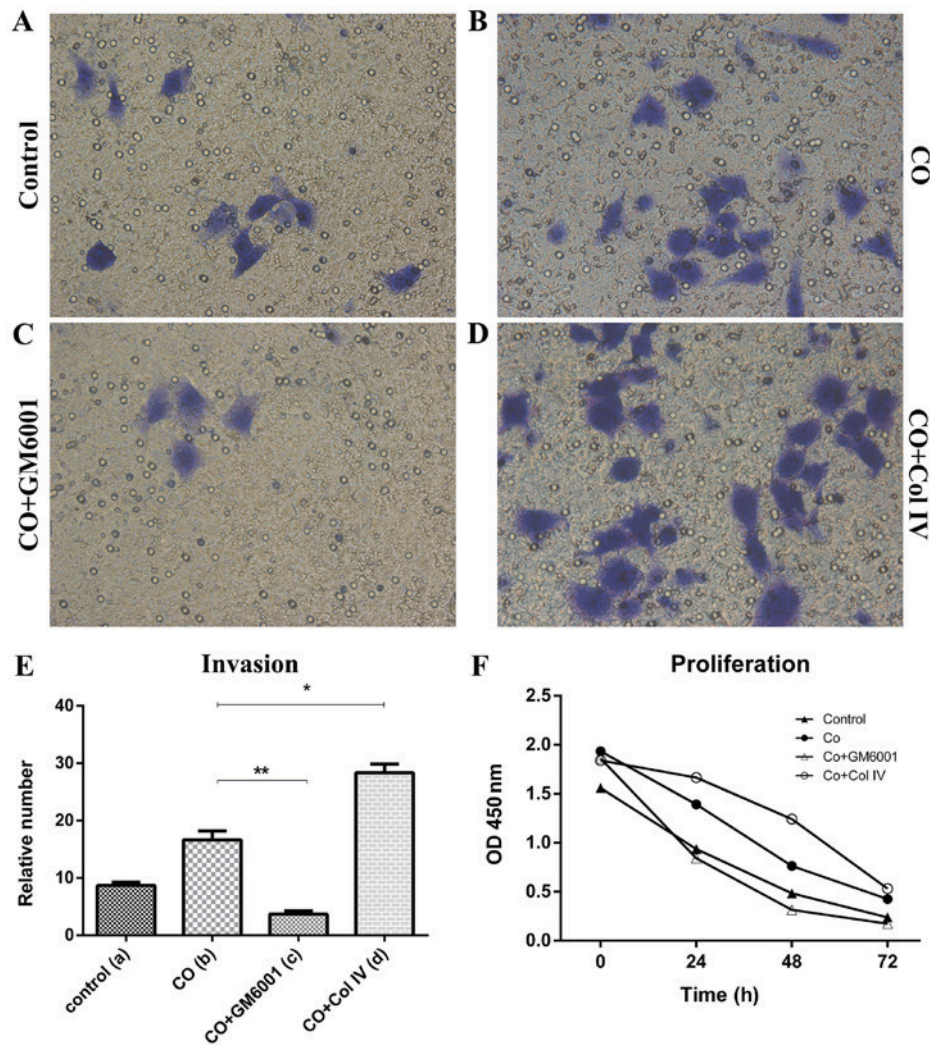 A
B
Control
CO
C
D
CO+GM6001
CO+Col IV
E
Invasion
Relative number
40
30
20
10
0
*
**
control (a)
CO (b)
CO+GM6001 (c)
CO+Col IV (d)
F
Proliferation
OD 450 nm
2.5
2.0
1.5
1.0
0.5
0.0
Control
Co
Co+GM6001
Co+Col IV
0 24 48 72
Time (h)